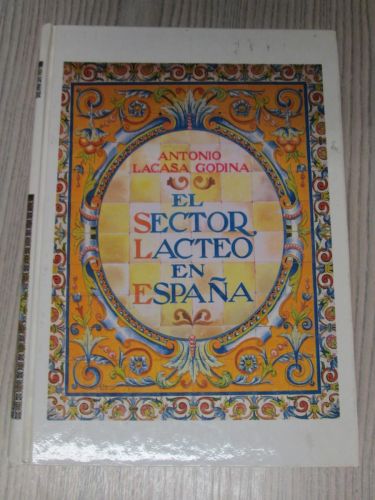 ANTONIO
LACASA GODINA
EL
SECTOR
LACTEO
EN
ESPAÑA